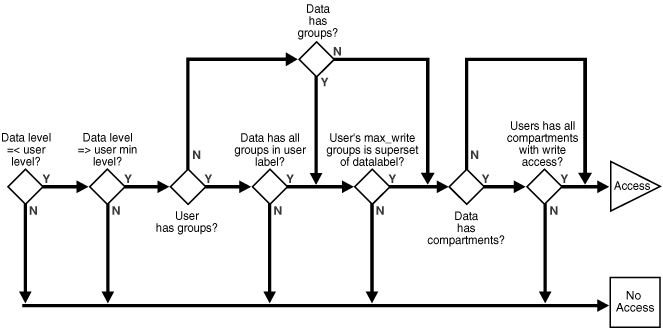 Data
has
groups?
N
Y
Data level
=< user
level?
Y
N
Data level
=> user min
level?
Y
N
N
Y
User
has groups?
Data has all
groups in user
label?
Y
N
User's max_write
groups is superset
of datalabel?
Y
N
N
Y
Data
has
compartments?
Users has all
compartments
with write
access?
Y
N
Access
No
Access